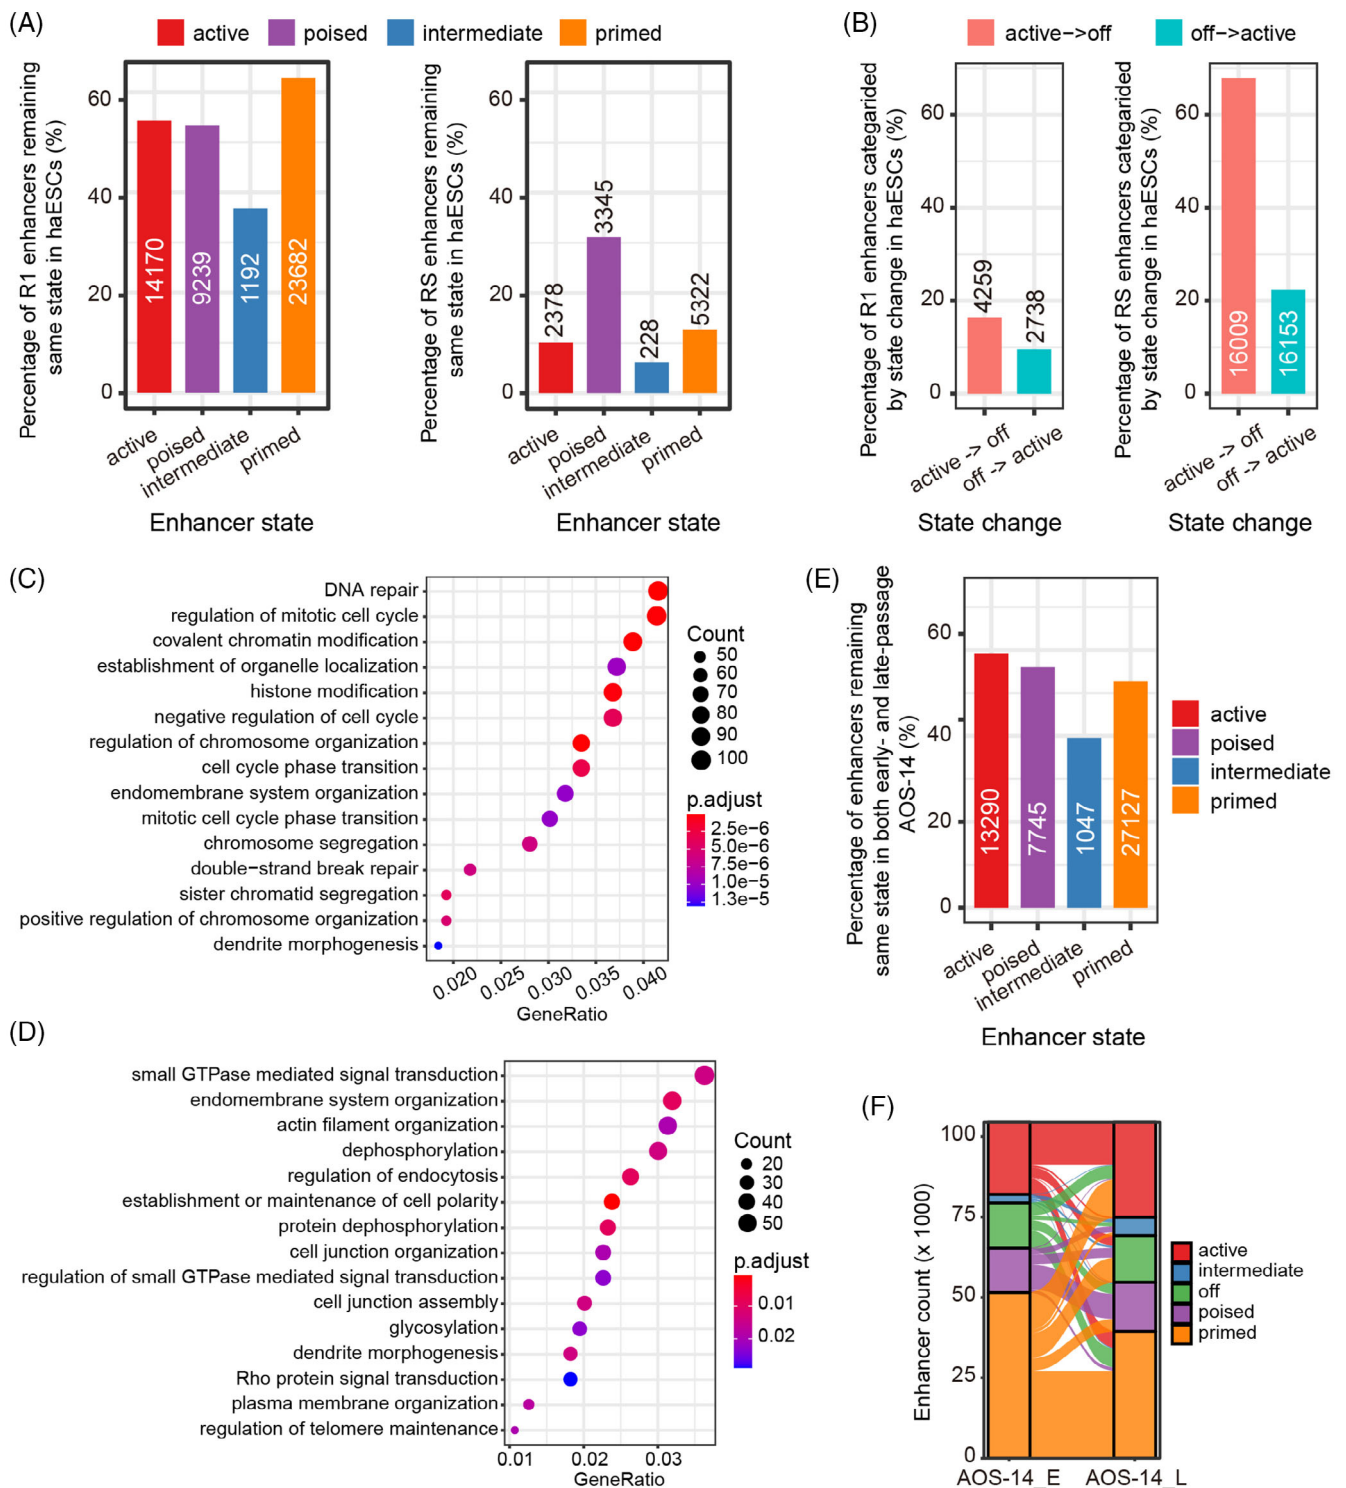 (A)
active
poised
intermediate
primed
Percentage of R1 enhancers remaining
same state in haESCs (%)
60
40
20
0
14170
9239
1192
23682
active
poised
intermediate
primed
Enhancer state
Percentage of RS enhancers remaining
same state in haESCs (%)
60
40
20
0
2378
3345
228
5322
active
poised
intermediate
primed
Enhancer state
(B)
active->off
off->active
Percentage of R1 enhancers categarided
by state change in haESCs (%)
60
40
20
0
4259
2738
active -> off
off -> active
State change
Percentage of RS enhancers categarided
by state change in haESCs (%)
60
40
20
0
16009
16153
active -> off
off -> active
State change
(C)
DNA repair
regulation of mitotic cell cycle
covalent chromatin modification
establishment of organelle localization
histone modification
negative regulation of cell cycle
regulation of chromosome organization
cell cycle phase transition
endomembrane system organization
mitotic cell cycle phase transition
chromosome segregation
double-strand break repair
sister chromatid segregation
positive regulation of chromosome organization
dendrite morphogenesis
0.020
0.025
0.030
0.035
0.040
GeneRatio
Count
50
60
70
80
90
100
p.adjust
2.5e-6
5.0e-6
7.5e-6
1.0e-5
1.3e-5
(D)
small GTPase mediated signal transduction
endomembrane system organization
actin filament organization
dephosphorylation
regulation of endocytosis
establishment or maintenance of cell polarity
protein dephosphorylation
cell junction organization
regulation of small GTPase mediated signal transduction
cell junction assembly
glycosylation
dendrite morphogenesis
Rho protein signal transduction
plasma membrane organization
regulation of telomere maintenance
0.01
0.02
0.03
GeneRatio
Count
20
30
40
50
p.adjust
0.01
0.02
(E)
Percentage of enhancers remaining
same state in both early- and late-passage
AOS-14 (%)
60
40
20
0
13290
7745
1047
27127
active
poised
intermediate
primed
Enhancer state
active
poised
intermediate
primed
(F)
Enhancer count (x 1000)
100
75
50
25
0
AOS-14_E
AOS-14_L
active
intermediate
off
poised
primed